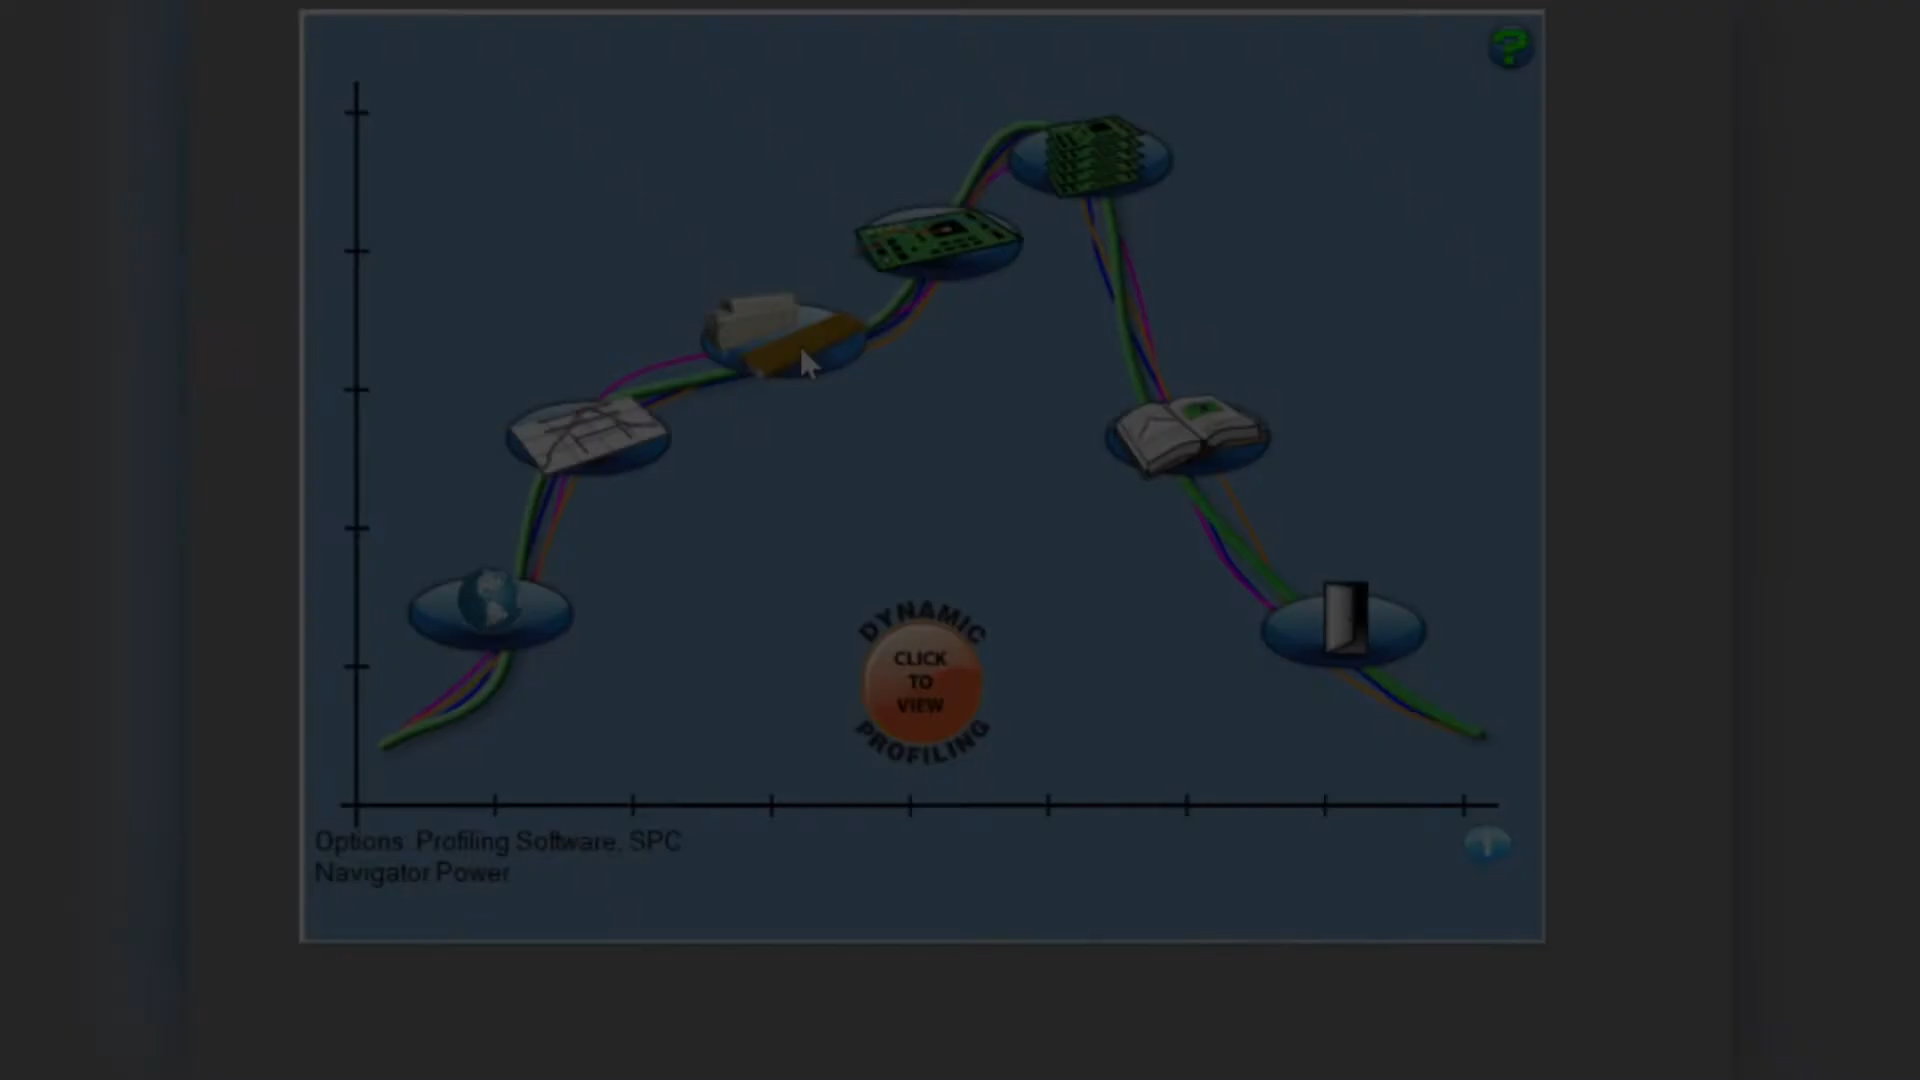 ?
DYNAMIC
CLICK
TO
VIEW
PROFILING
Options: Profiling Software, SPC
Navigator Power